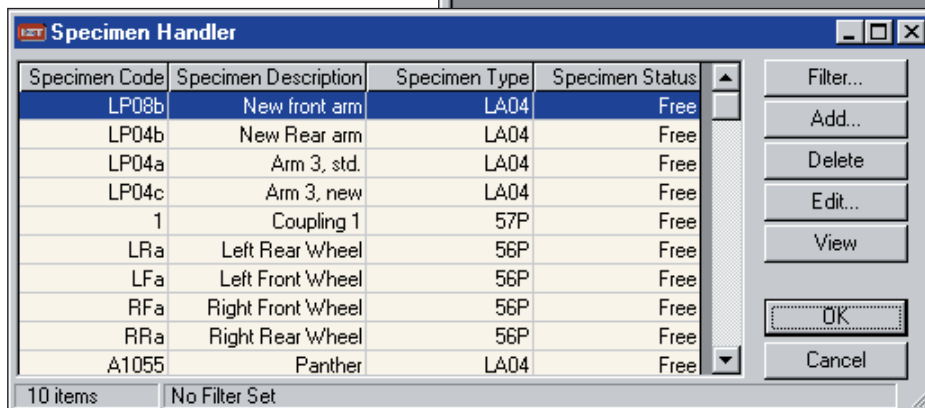 IST Specimen Handler
Specimen Code Specimen Description Specimen Type Specimen Status
LP08b New front arm LA04 Free
LP04b New Rear arm LA04 Free
LP04a Arm 3, std. LA04 Free
LP04c Arm 3, new LA04 Free
1 Coupling 1 57P Free
LRa Left Rear Wheel 56P Free
LFa Left Front Wheel 56P Free
RFa Right Front Wheel 56P Free
RRa Right Rear Wheel 56P Free
A1055 Panther LA04 Free
Filter...
Add...
Delete
Edit...
View
OK
Cancel
10 items No Filter Set